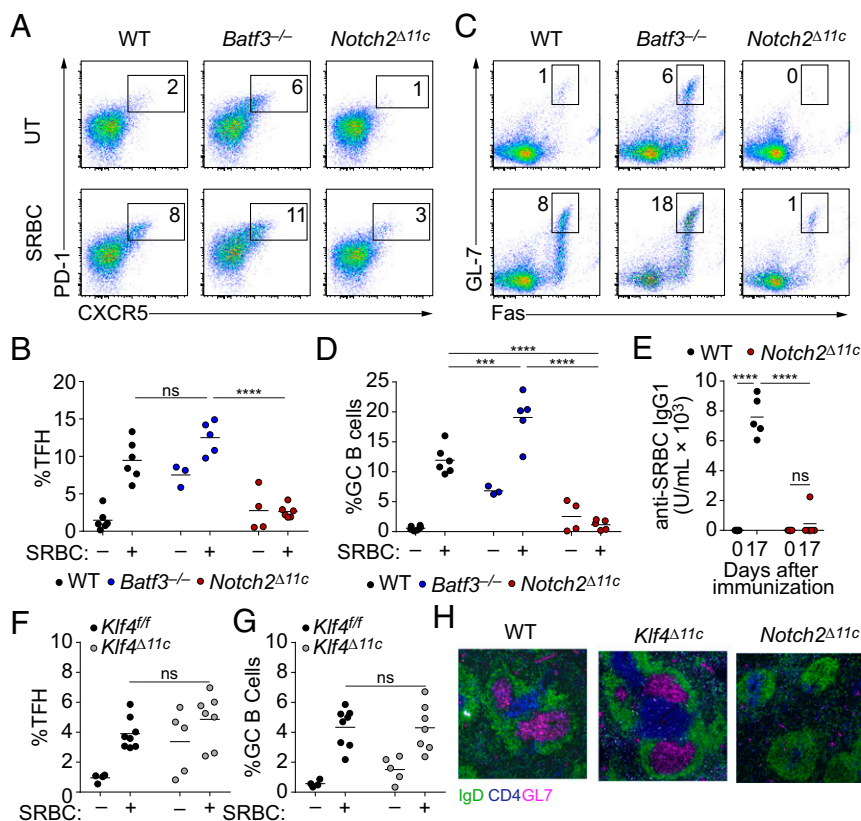 A
WT Batf3–/– Notch2Δ11c
UT
2 6 1
SRBC
8 11 3
PD-1
CXCR5
C
WT Batf3–/– Notch2Δ11c
1 6 0
8 18 1
GL-7
Fas
B
ns ****
%TFH
20
15
10
5
0
SRBC: – + – + – +
WT Batf3–/– Notch2Δ11c
D
****
*** ****
%GC B cells
25
20
15
10
5
0
SRBC: – + – + – +
WT Batf3–/– Notch2Δ11c
E
WT Notch2Δ11c
**** ****
ns
anti-SRBC IgG1
(U/mL × 10³)
10
8
6
4
2
0
0 17 0 17
Days after
immunization
F
Klf4f/f
Klf4Δ11c
ns
%TFH
10
8
6
4
2
0
SRBC: – + – +
G
Klf4f/f
Klf4Δ11c
ns
%GC B Cells
10
8
6
4
2
0
SRBC: – + – +
H
WT Klf4Δ11c Notch2Δ11c
IgD CD4 GL7